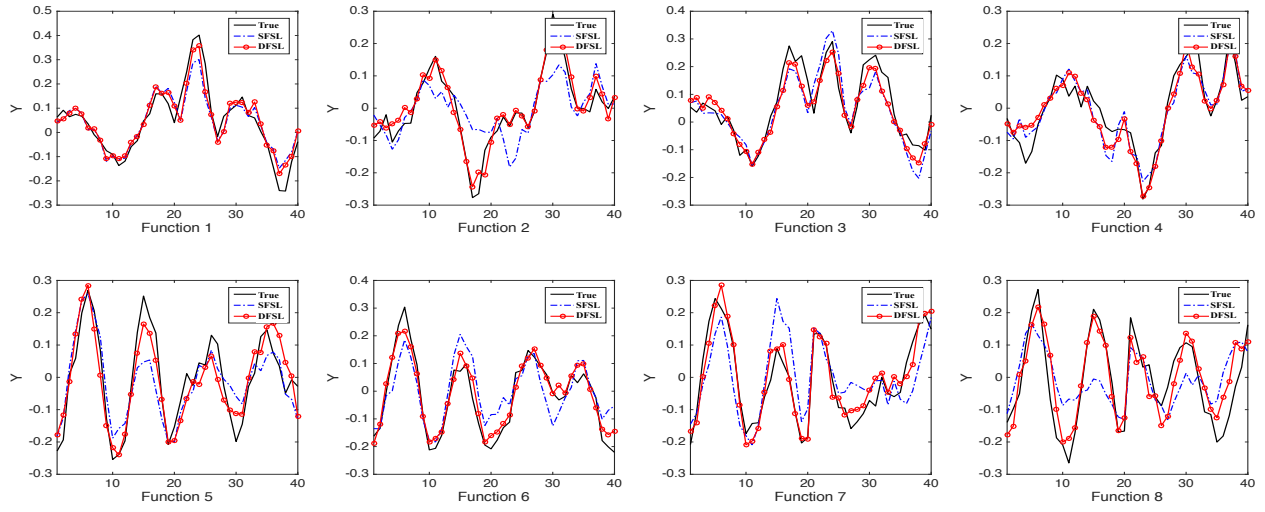 0.5
0.4
0.3
0.2
0.1
0
-0.1
-0.2
-0.3
Y
10 20 30 40
Function 1
True
SFSL
DFSL
0.3
0.2
0.1
0
-0.1
-0.2
-0.3
Y
10 20 30 40
Function 2
True
SFSL
DFSL
0.4
0.3
0.2
0.1
0
-0.1
-0.2
-0.3
Y
10 20 30 40
Function 3
True
SFSL
DFSL
0.2
0.1
0
-0.1
-0.2
-0.3
Y
10 20 30 40
Function 4
True
SFSL
DFSL
0.3
0.2
0.1
0
-0.1
-0.2
-0.3
Y
10 20 30 40
Function 5
True
SFSL
DFSL
0.4
0.3
0.2
0.1
0
-0.1
-0.2
-0.3
Y
10 20 30 40
Function 6
True
SFSL
DFSL
0.3
0.2
0.1
0
-0.1
-0.2
-0.3
Y
10 20 30 40
Function 7
True
SFSL
DFSL
0.3
0.2
0.1
0
-0.1
-0.2
-0.3
Y
10 20 30 40
Function 8
True
SFSL
DFSL